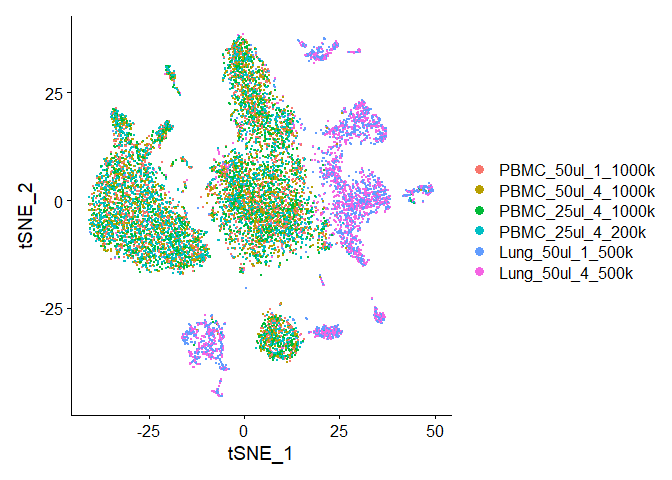 25
0
-25
tSNE_2
-25
0
25
50
tSNE_1
PBMC_50ul_1_1000k
PBMC_50ul_4_1000k
PBMC_25ul_4_1000k
PBMC_25ul_4_200k
Lung_50ul_1_500k
Lung_50ul_4_500k